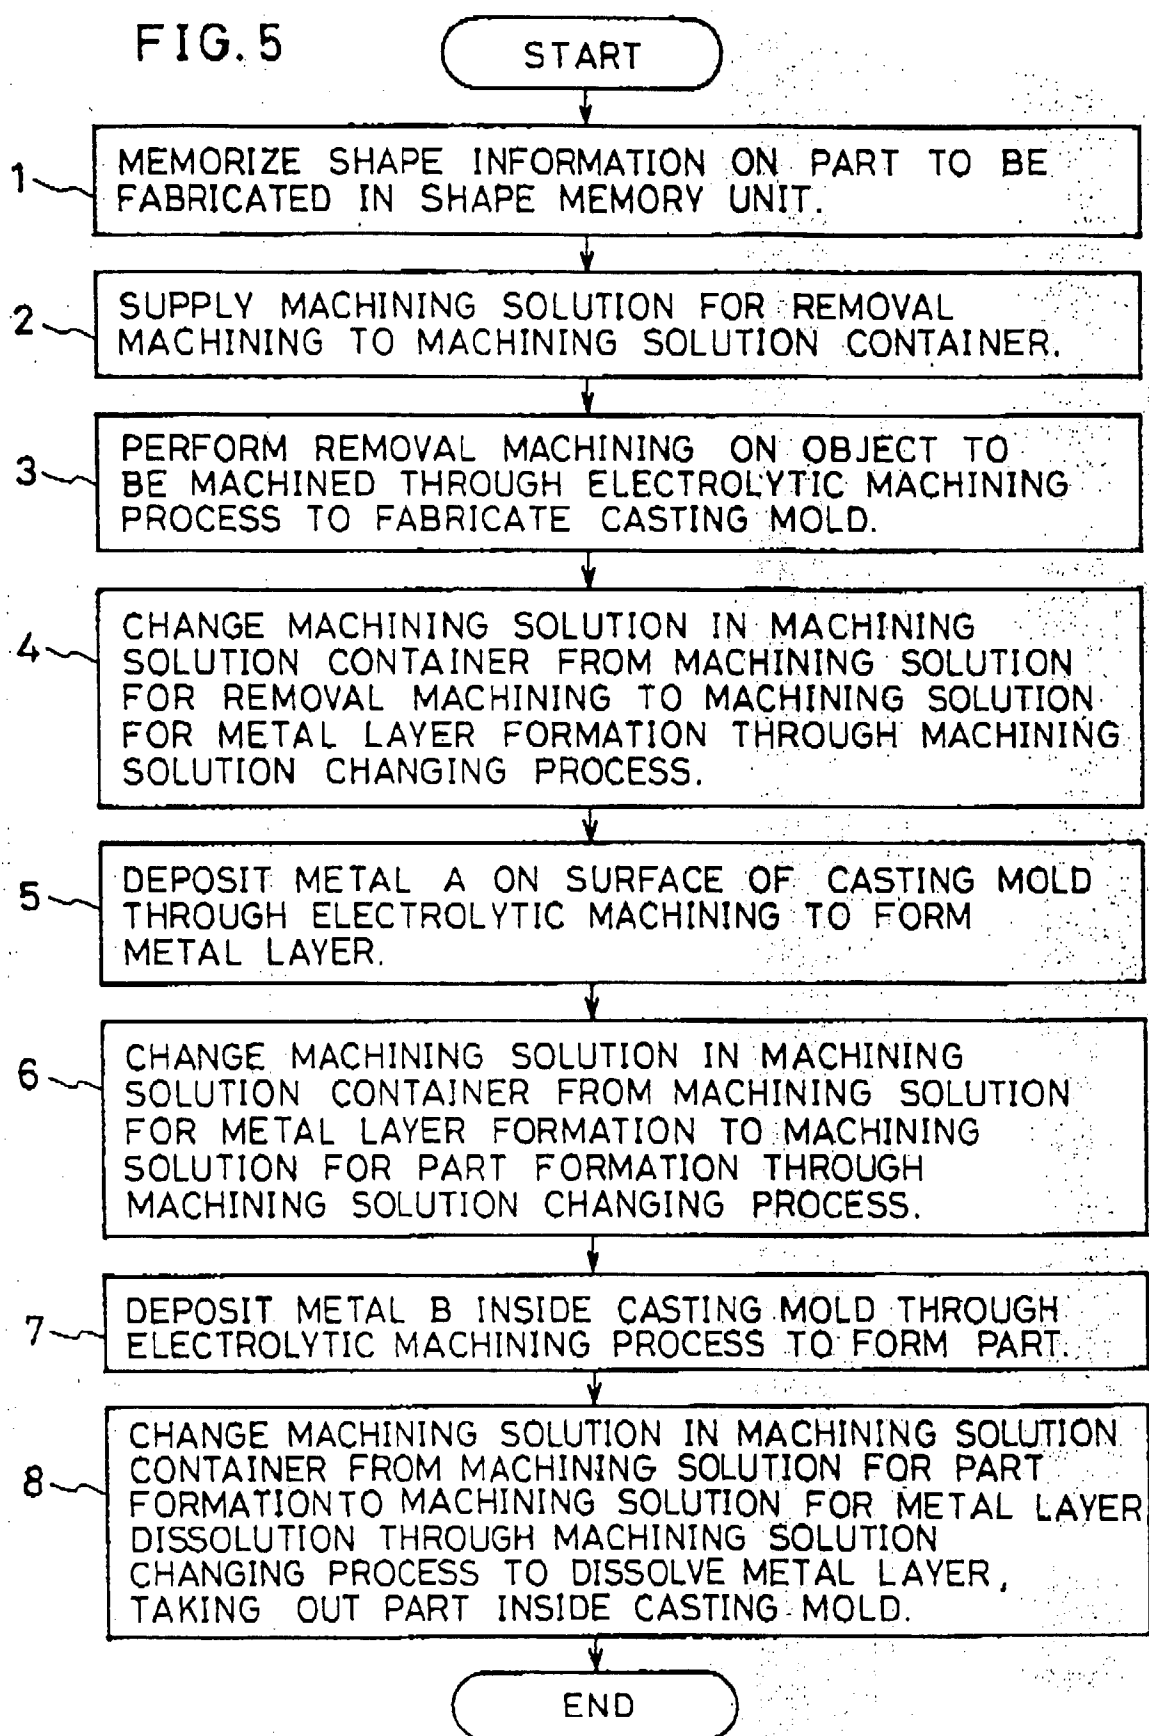 FIG. 5
START
1
MEMORIZE SHAPE INFORMATION ON PART TO BE
FABRICATED IN SHAPE MEMORY UNIT.
2
SUPPLY MACHINING SOLUTION FOR REMOVAL
MACHINING TO MACHINING SOLUTION CONTAINER.
3
PERFORM REMOVAL MACHINING ON OBJECT TO
BE MACHINED THROUGH ELECTROLYTIC MACHINING
PROCESS TO FABRICATE CASTING MOLD.
4
CHANGE MACHINING SOLUTION IN MACHINING
SOLUTION CONTAINER FROM MACHINING SOLUTION
FOR REMOVAL MACHINING TO MACHINING SOLUTION
FOR METAL LAYER FORMATION THROUGH MACHINING
SOLUTION CHANGING PROCESS.
5
DEPOSIT METAL A ON SURFACE OF CASTING MOLD
THROUGH ELECTROLYTIC MACHINING TO FORM
METAL LAYER.
6
CHANGE MACHINING SOLUTION IN MACHINING
SOLUTION CONTAINER FROM MACHINING SOLUTION
FOR METAL LAYER FORMATION TO MACHINING
SOLUTION FOR PART FORMATION THROUGH
MACHINING SOLUTION CHANGING PROCESS.
7
DEPOSIT METAL B INSIDE CASTING MOLD THROUGH
ELECTROLYTIC MACHINING PROCESS TO FORM PART.
8
CHANGE MACHINING SOLUTION IN MACHINING SOLUTION
CONTAINER FROM MACHINING SOLUTION FOR PART
FORMATION TO MACHINING SOLUTION FOR METAL LAYER
DISSOLUTION THROUGH MACHINING SOLUTION
CHANGING PROCESS TO DISSOLVE METAL LAYER,
TAKING OUT PART INSIDE CASTING MOLD.
END